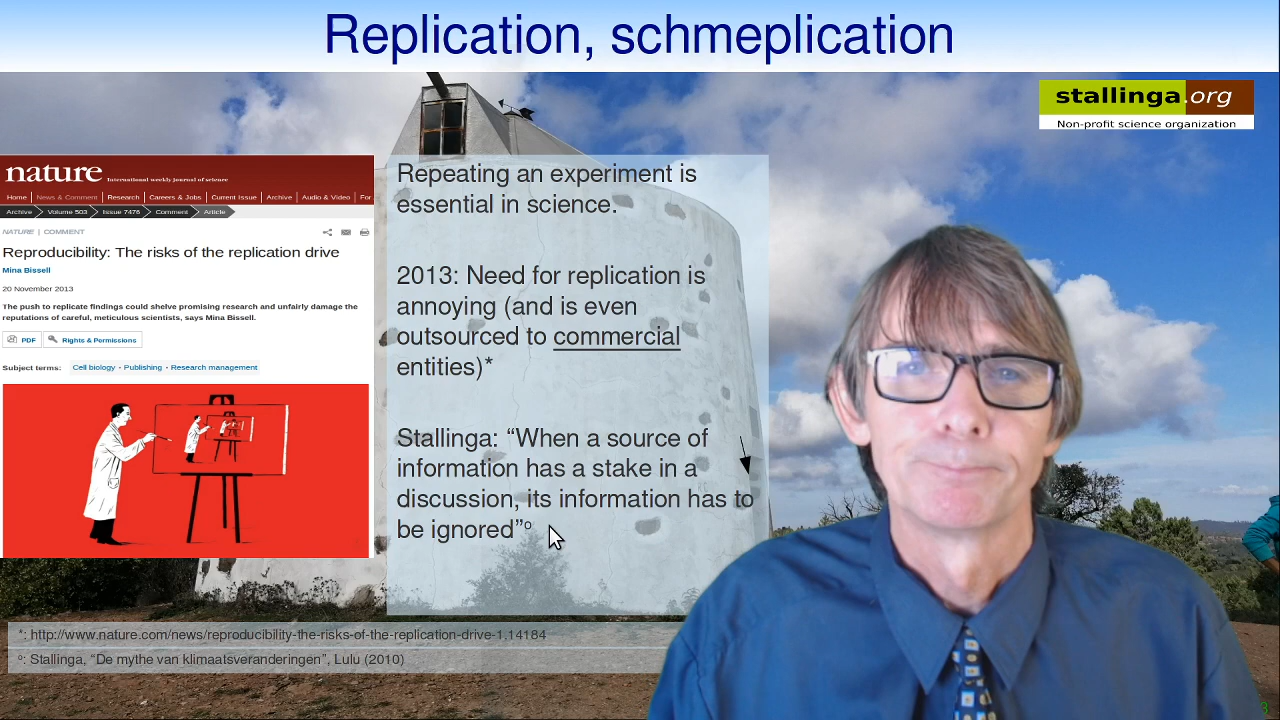 Replication, schmeplication
stallinga.org
Non-profit science organization
nature International weekly journal of science
Home News & Comment Research Careers & Jobs Current Issue Archive Audio & Video For
Archive Volume 503 Issue 7476 Comment Article
NATURE | COMMENT
Reproducibility: The risks of the replication drive
Mina Bissell
20 November 2013
The push to replicate findings could shelve promising research and unfairly damage the
reputations of careful, meticulous scientists, says Mina Bissell.
PDF Rights & Permissions
Subject terms: Cell biology • Publishing • Research management
Repeating an experiment is
essential in science.
2013: Need for replication is
annoying (and is even
outsourced to commercial
entities)*
Stallinga: “When a source of
information has a stake in a
discussion, its information has to
be ignored”º
*: http://www.nature.com/news/reproducibility-the-risks-of-the-replication-drive-1.14184
º: Stallinga, “De mythe van klimaatsveranderingen”, Lulu (2010)
3